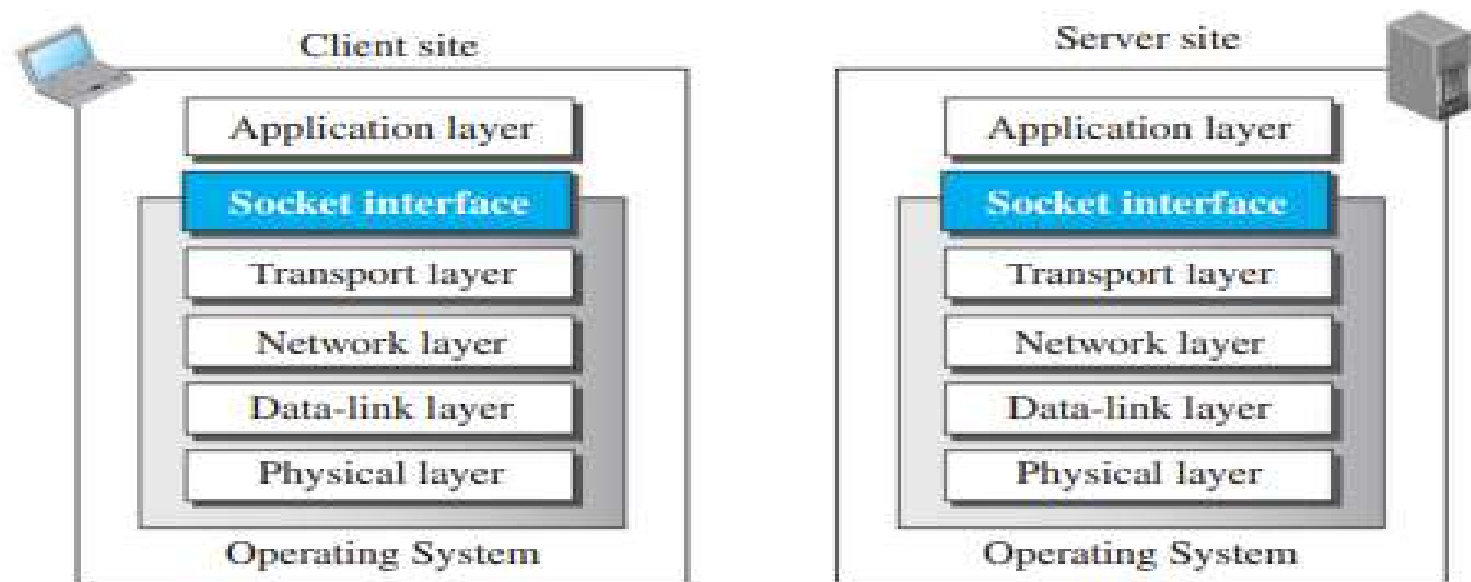 Client site
Application layer
Socket interface
Transport layer
Network layer
Data-link layer
Physical layer
Operating System
Server site
Application layer
Socket interface
Transport layer
Network layer
Data-link layer
Physical layer
Operating System